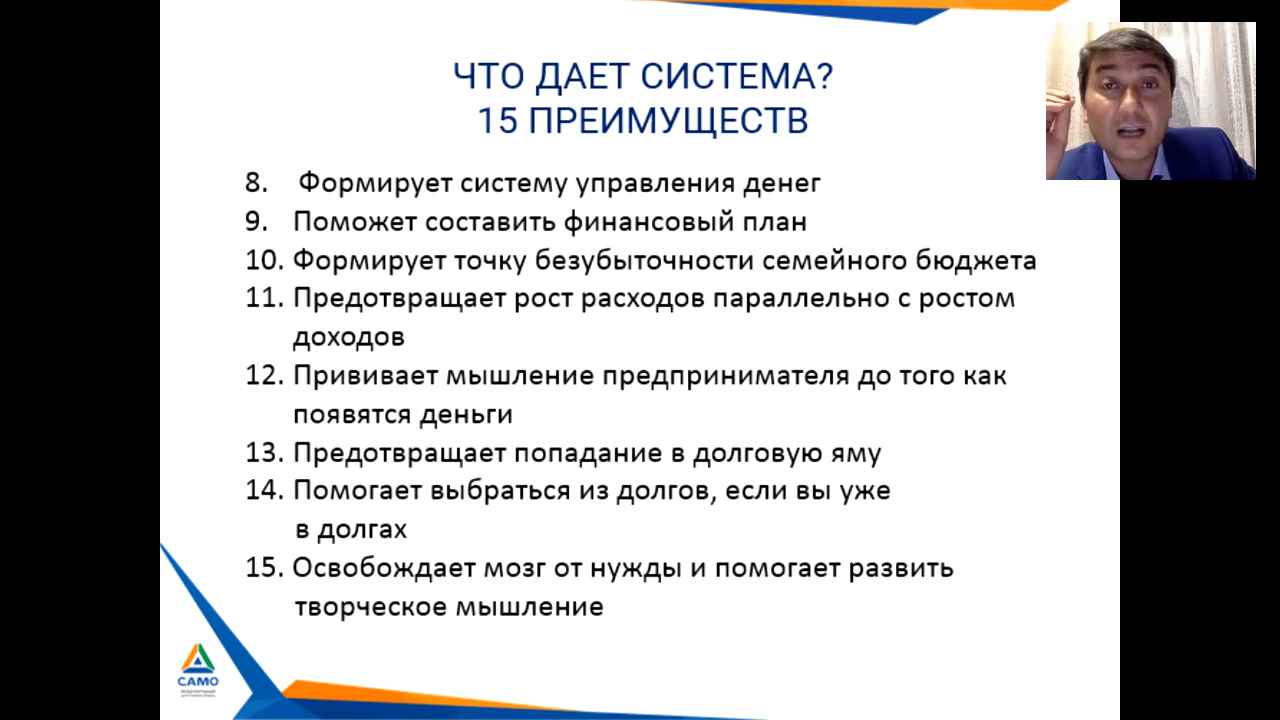 ЧТО ДАЕТ СИСТЕМА?
15 ПРЕИМУЩЕСТВ
8. Формирует систему управления денег
9. Поможет составить финансовый план
10. Формирует точку безубыточности семейного бюджета
11. Предотвращает рост расходов параллельно с ростом
доходов
12. Прививает мышление предпринимателя до того как
появятся деньги
13. Предотвращает попадание в долговую яму
14. Помогает выбраться из долгов, если вы уже
в долгах
15. Освобождает мозг от нужды и помогает развить
творческое мышление
САМО